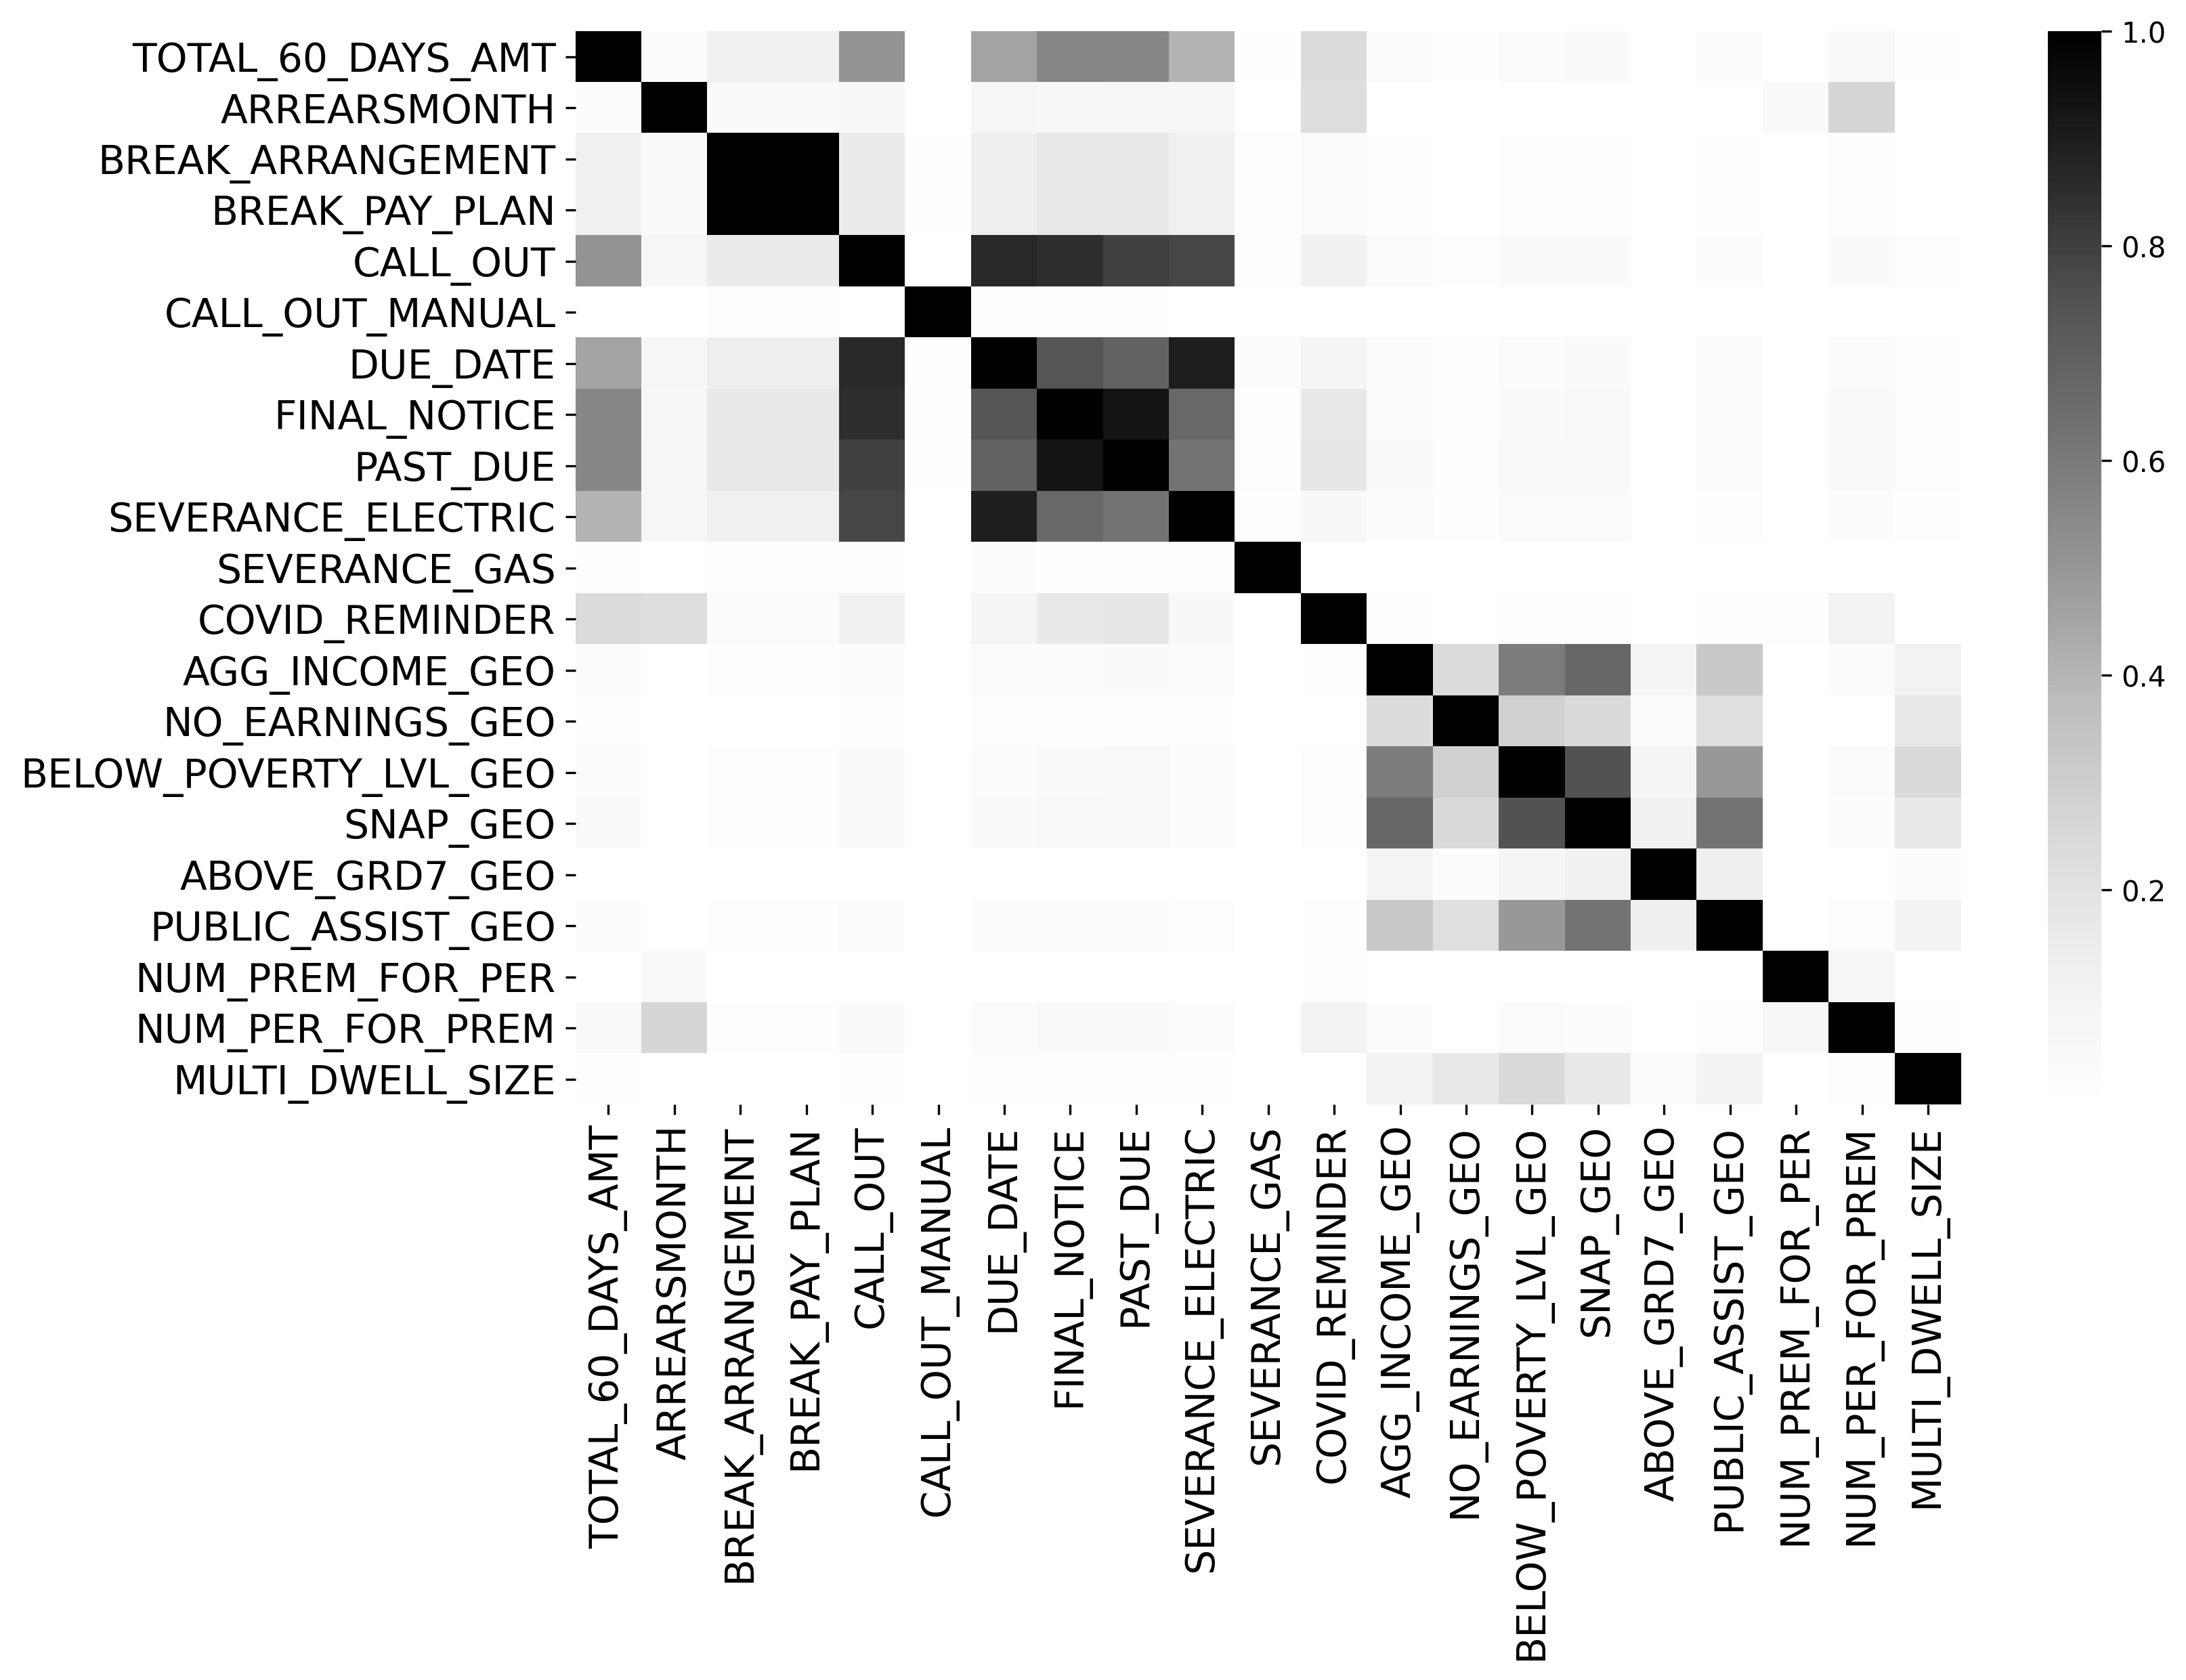 TOTAL_60_DAYS_AMT
ARREARSMONTH
BREAK_ARRANGEMENT
BREAK_PAY_PLAN
CALL_OUT
CALL_OUT_MANUAL
DUE_DATE
FINAL_NOTICE
PAST_DUE
SEVERANCE_ELECTRIC
SEVERANCE_GAS
COVID_REMINDER
AGG_INCOME_GEO
NO_EARNINGS_GEO
BELOW_POVERTY_LVL_GEO
SNAP_GEO
ABOVE_GRD7_GEO
PUBLIC_ASSIST_GEO
NUM_PREM_FOR_PER
NUM_PER_FOR_PREM
MULTI_DWELL_SIZE
TOTAL_60_DAYS_AMT
ARREARSMONTH
BREAK_ARRANGEMENT
BREAK_PAY_PLAN
CALL_OUT
CALL_OUT_MANUAL
DUE_DATE
FINAL_NOTICE
PAST_DUE
SEVERANCE_ELECTRIC
SEVERANCE_GAS
COVID_REMINDER
AGG_INCOME_GEO
NO_EARNINGS_GEO
BELOW_POVERTY_LVL_GEO
SNAP_GEO
ABOVE_GRD7_GEO
PUBLIC_ASSIST_GEO
NUM_PREM_FOR_PER
NUM_PER_FOR_PREM
MULTI_DWELL_SIZE
1.0
0.8
0.6
0.4
0.2